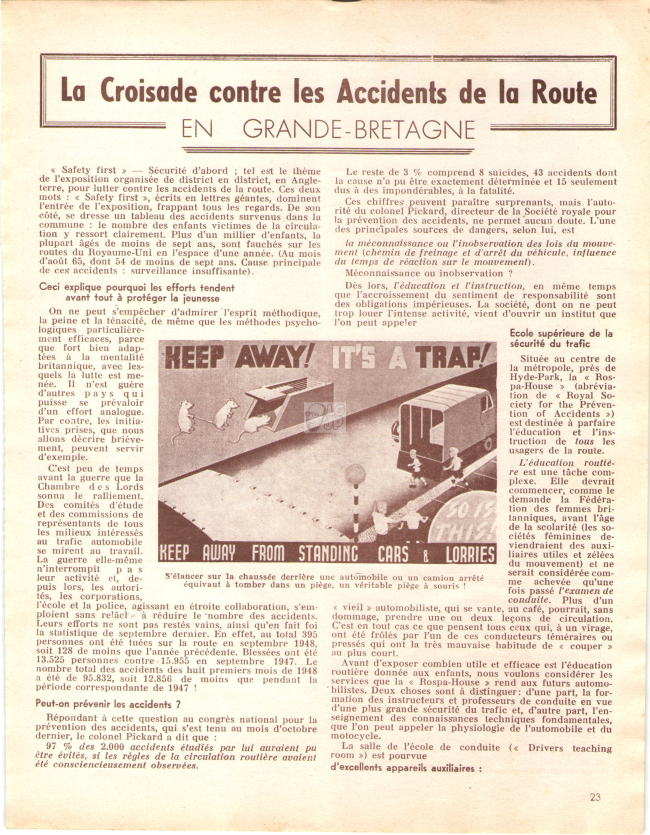 La Croisade contre les Accidents de la Route
EN GRANDE-BRETAGNE
« Safety first » — Sécurité d'abord ; tel est le thème
de l'exposition organisée de district en district, en Angle-
terre, pour lutter contre les accidents de la route. Ces deux
mots : « Safety first », écrits en lettres géantes, dominent
l'entrée de l'exposition, frappant tous les regards. De son
côté, se dresse un tableau des accidents survenus dans la
commune : le nombre des enfants victimes de la circula-
tion y ressort clairement. Plus d'un millier d'enfants, la
plupart âgés de moins de sept ans, sont fauchés sur les
routes du Royaume-Uni en l'espace d'une année. (Au mois
d'août 65, dont 54 de moins de sept ans. Cause principale
de ces accidents : surveillance insuffisante).
Ceci explique pourquoi les efforts tendent
avant tout à protéger la jeunesse
On ne peut s'empêcher d'admirer l'esprit méthodique,
la peine et la ténacité, de même que les méthodes psycho-
logiques particulière-
ment efficaces, parce
que fort bien adap-
tées à la mentalité
britannique, avec les-
quels la lutte est me-
née. Il n'est guère
d'autres pays qui
puisse se prévaloir
d'un effort analogue.
Par contre, les initia-
tives prises, que nous
allons décrire briève-
ment, peuvent servir
d'exemple.
C'est peu de temps
avant la guerre que la
Chambre des Lords
sonna le ralliement.
Des comités d'étude
et des commissions de
représentants de tous
les milieux intéressés
au trafic automobile
se mirent au travail.
La guerre elle-même
n'interrompit pas
leur activité et, de-
puis lors, les autori-
tés, les corporations,
l'école et la police, agissant en étroite collaboration, s'em-
ploient sans relâche à réduire le nombre des accidents.
Leurs efforts ne sont pas restés vains, ainsi qu'en fait foi
la statistique de septembre dernier. En effet, au total 395
personnes ont été tuées sur la route en septembre 1948,
soit 128 de moins que l'année précédente. Blessées ont été
13.525 personnes contre 15.955 en septembre 1947. Le
nombre total des accidents des huit premiers mois de 1948
a été de 95.832, soit 12.856 de moins que pendant la
période correspondante de 1947 !
Peut-on prévenir les accidents ?
Répondant à cette question au congrès national pour la
prévention des accidents, qui s'est tenu au mois d'octobre
dernier, le colonel Pickard a dit que :
97 % des 2.000 accidents étudiés par lui auraient pu
être évités, si les règles de la circulation routière avaient
été consciencieusement observées.
Le reste de 3 % comprend 8 suicides, 43 accidents dont
la cause n'a pu être exactement déterminée et 15 seulement
dus à des impondérables, à la fatalité.
Ces chiffres peuvent paraître surprenants, mais l'auto-
rité du colonel Pickard, directeur de la Société royale pour
la prévention des accidents, ne permet aucun doute. L'une
des principales sources de dangers, selon lui, est
la méconnaissance ou l'inobservation des lois du mouve-
ment (chemin de freinage et d'arrêt du véhicule, influence
du temps de réaction sur le mouvement).
Méconnaissance ou inobservation ?
Dès lors, l'éducation et l'instruction, en même temps
que l'accroissement du sentiment de responsabilité sont
des obligations impérieuses. La société, dont on ne peut
trop louer l'intense activité, vient d'ouvrir un institut que
l'on peut appeler
KEEP AWAY! IT'S A TRAP!
SO IS
THIS!
KEEP AWAY FROM STANDING CARS & LORRIES
S'élancer sur la chaussée derrière une automobile ou un camion arrêté
équivaut à tomber dans un piège, un véritable piège à souris !
Ecole supérieure de la
sécurité du trafic
Située au centre de
la métropole, près de
Hyde-Park, la « Ros-
pa-House » (abrévia-
tion de « Royal So-
ciety for the Préven-
tion of Accidents »)
est destinée à parfaire
l'éducation et l'ins-
truction de tous les
usagers de la route.
L'éducation routiè-
re est une tâche com-
plexe. Elle devrait
commencer, comme le
demande la Fédéra-
tion des femmes bri-
tanniques, avant l'âge
de la scolarité (les so-
ciétés féminines de-
viendraient des auxi-
liaires utiles et zélées
du mouvement) et ne
serait considérée com-
me achevée qu'une
fois passé l'examen de
conduite. Plus d'un
« vieil » automobiliste, qui se vante, au café, pourrait, sans
dommage, prendre une ou deux leçons de circulation.
C'est en tout cas ce que pensent tous ceux qui, à un virage,
ont été frôlés par l'un de ces conducteurs téméraires ou
pressés qui ont la très mauvaise habitude de « couper »
au plus court.
Avant d'exposer combien utile et efficace est l'éducation
routière donnée aux enfants, nous voulons considérer les
services que la « Rospa-House » rend aux futurs automo-
bilistes. Deux choses sont à distinguer: d'une part, la for-
mation des instructeurs et professeurs de conduite en vue
d'une plus grande sécurité du trafic et, d'autre part, l'en-
seignement des connaissances techniques fondamentales,
que l'on peut appeler la physiologie de l'automobile et du
motocycle.
La salle de l'école de conduite (« Drivers teaching
room ») est pourvue
d'excellents appareils auxiliaires :
23